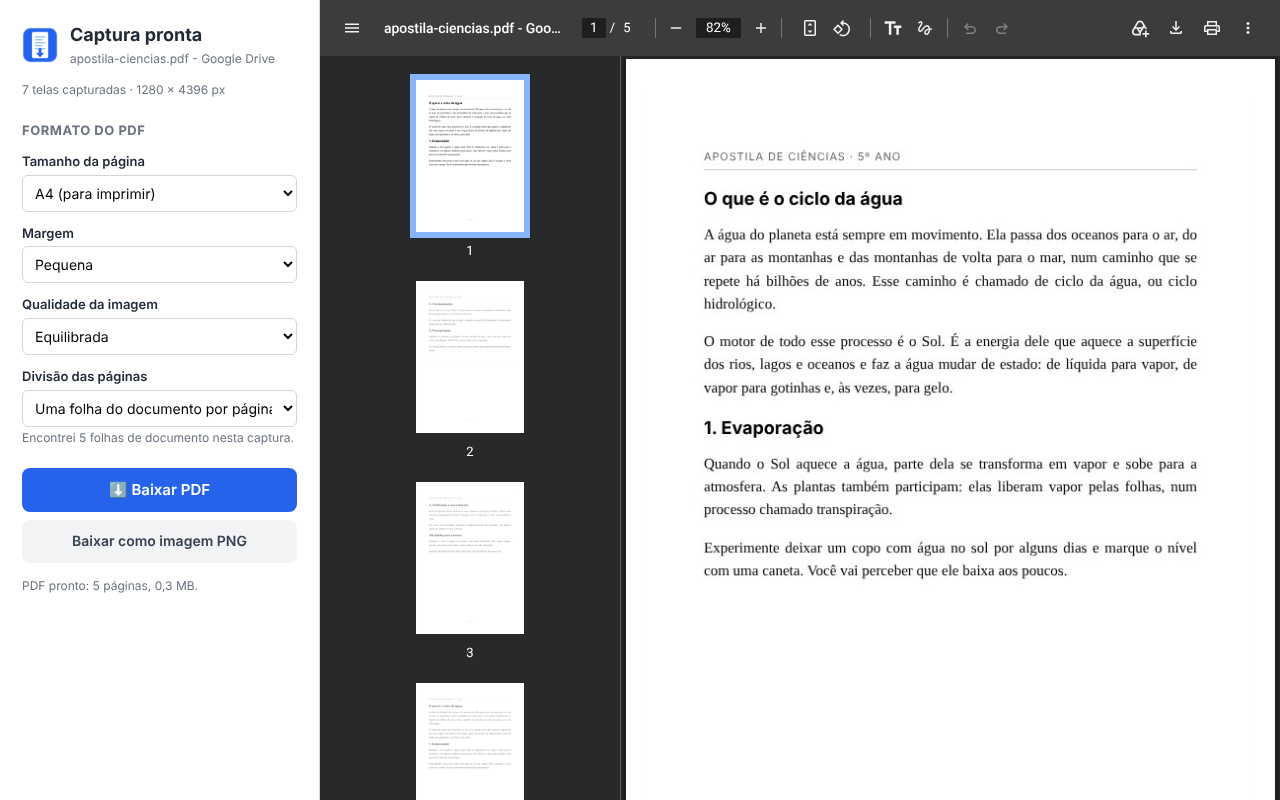 Captura pronta
apostila-ciencias.pdf - Google Drive
7 telas capturadas · 1280 × 4396 px
FORMATO DO PDF
Tamanho da página
A4 (para imprimir)
Margem
Pequena
Qualidade da imagem
Equilibrada
Divisão das páginas
Uma folha do documento por página
Encontrei 5 folhas de documento nesta captura.
⬇️ Baixar PDF
Baixar como imagem PNG
PDF pronto: 5 páginas, 0,3 MB.
apostila-ciencias.pdf - Goo…
1 / 5
82%
1
2
3
APOSTILA DE CIÊNCIAS · 5º ANO
O que é o ciclo da água
A água do planeta está sempre em movimento. Ela passa dos oceanos para o ar, do
ar para as montanhas e das montanhas de volta para o mar, num caminho que se
repete há bilhões de anos. Esse caminho é chamado de ciclo da água, ou ciclo
hidrológico.
O motor de todo esse processo é o Sol. É a energia dele que aquece a superfície
dos rios, lagos e oceanos e faz a água mudar de estado: de líquida para vapor, de
vapor para gotinhas e, às vezes, para gelo.
1. Evaporação
Quando o Sol aquece a água, parte dela se transforma em vapor e sobe para a
atmosfera. As plantas também participam: elas liberam vapor pelas folhas, num
processo chamado transpiração.
Experimente deixar um copo com água no sol por alguns dias e marque o nível
com uma caneta. Você vai perceber que ele baixa aos poucos.